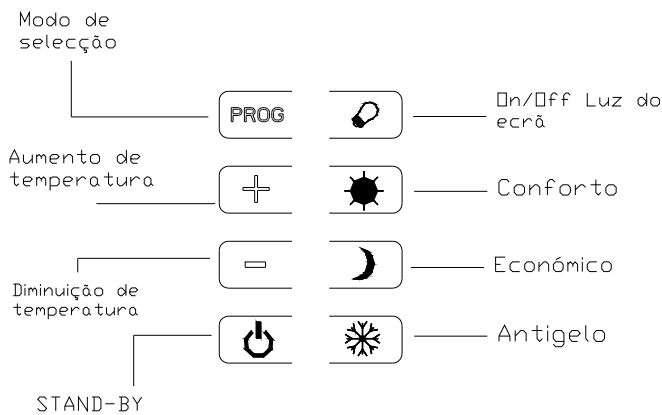 Modo de
selecção
PROG
On/Off Luz do
ecrã
Aumento de
temperatura
Conforto
Diminuição de
temperatura
Económico
STAND-BY
Antigelo